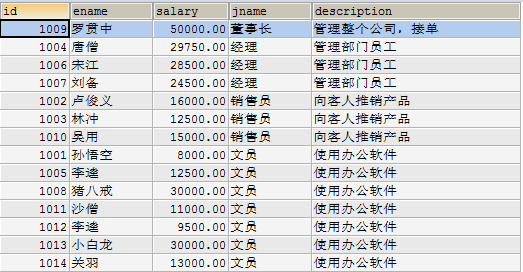 id ename salary jname description
1009 罗贯中 50000.00 董事长 管理整个公司，接单
1004 唐僧 29750.00 经理 管理部门员工
1006 宋江 28500.00 经理 管理部门员工
1007 刘备 24500.00 经理 管理部门员工
1002 卢俊义 16000.00 销售员 向客人推销产品
1003 林冲 12500.00 销售员 向客人推销产品
1010 吴用 15000.00 销售员 向客人推销产品
1001 孙悟空 8000.00 文员 使用办公软件
1005 李逵 12500.00 文员 使用办公软件
1008 猪八戒 30000.00 文员 使用办公软件
1011 沙僧 11000.00 文员 使用办公软件
1012 李逵 9500.00 文员 使用办公软件
1013 小白龙 30000.00 文员 使用办公软件
1014 关羽 13000.00 文员 使用办公软件